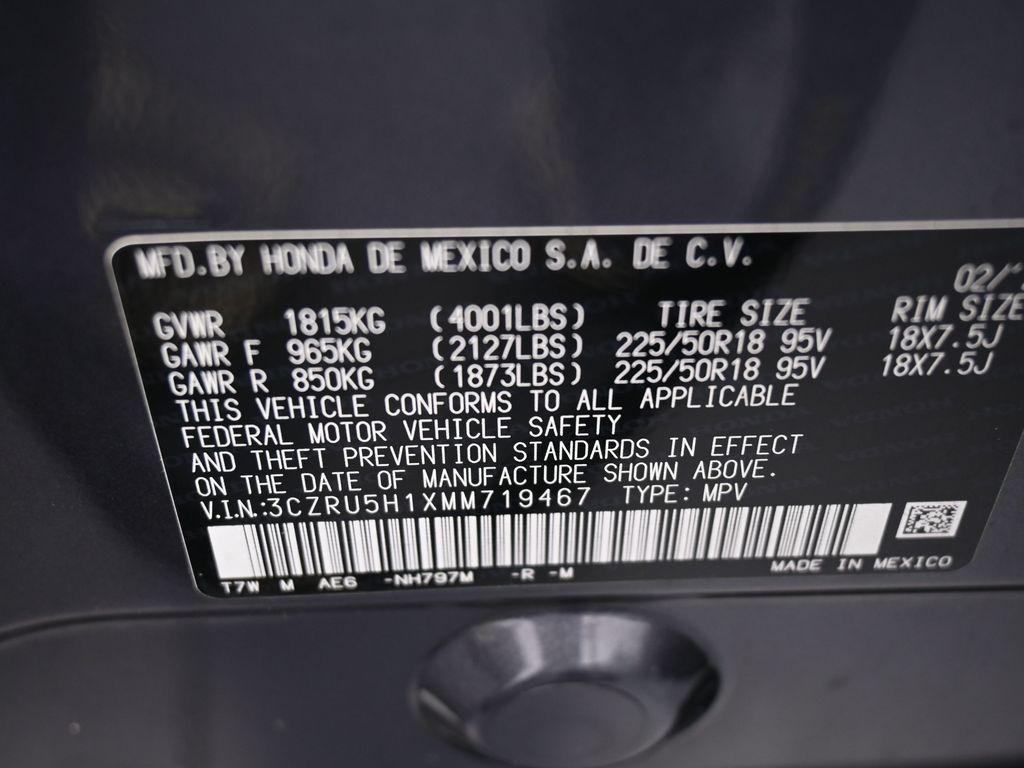 MFD.BY HONDA DE MEXICO S.A. DE C.V.
02/
GVWR 1815KG (4001LBS) TIRE SIZE RIM SIZE
GAWR F 965KG (2127LBS) 225/50R18 95V 18X7.5J
GAWR R 850KG (1873LBS) 225/50R18 95V 18X7.5J
THIS VEHICLE CONFORMS TO ALL APPLICABLE
FEDERAL MOTOR VEHICLE SAFETY
AND THEFT PREVENTION STANDARDS IN EFFECT
ON THE DATE OF MANUFACTURE SHOWN ABOVE.
V.I.N.:3CZRU5H1XMM719467 TYPE: MPV
T7W M AE6 -NH797M -R -M MADE IN MEXICO